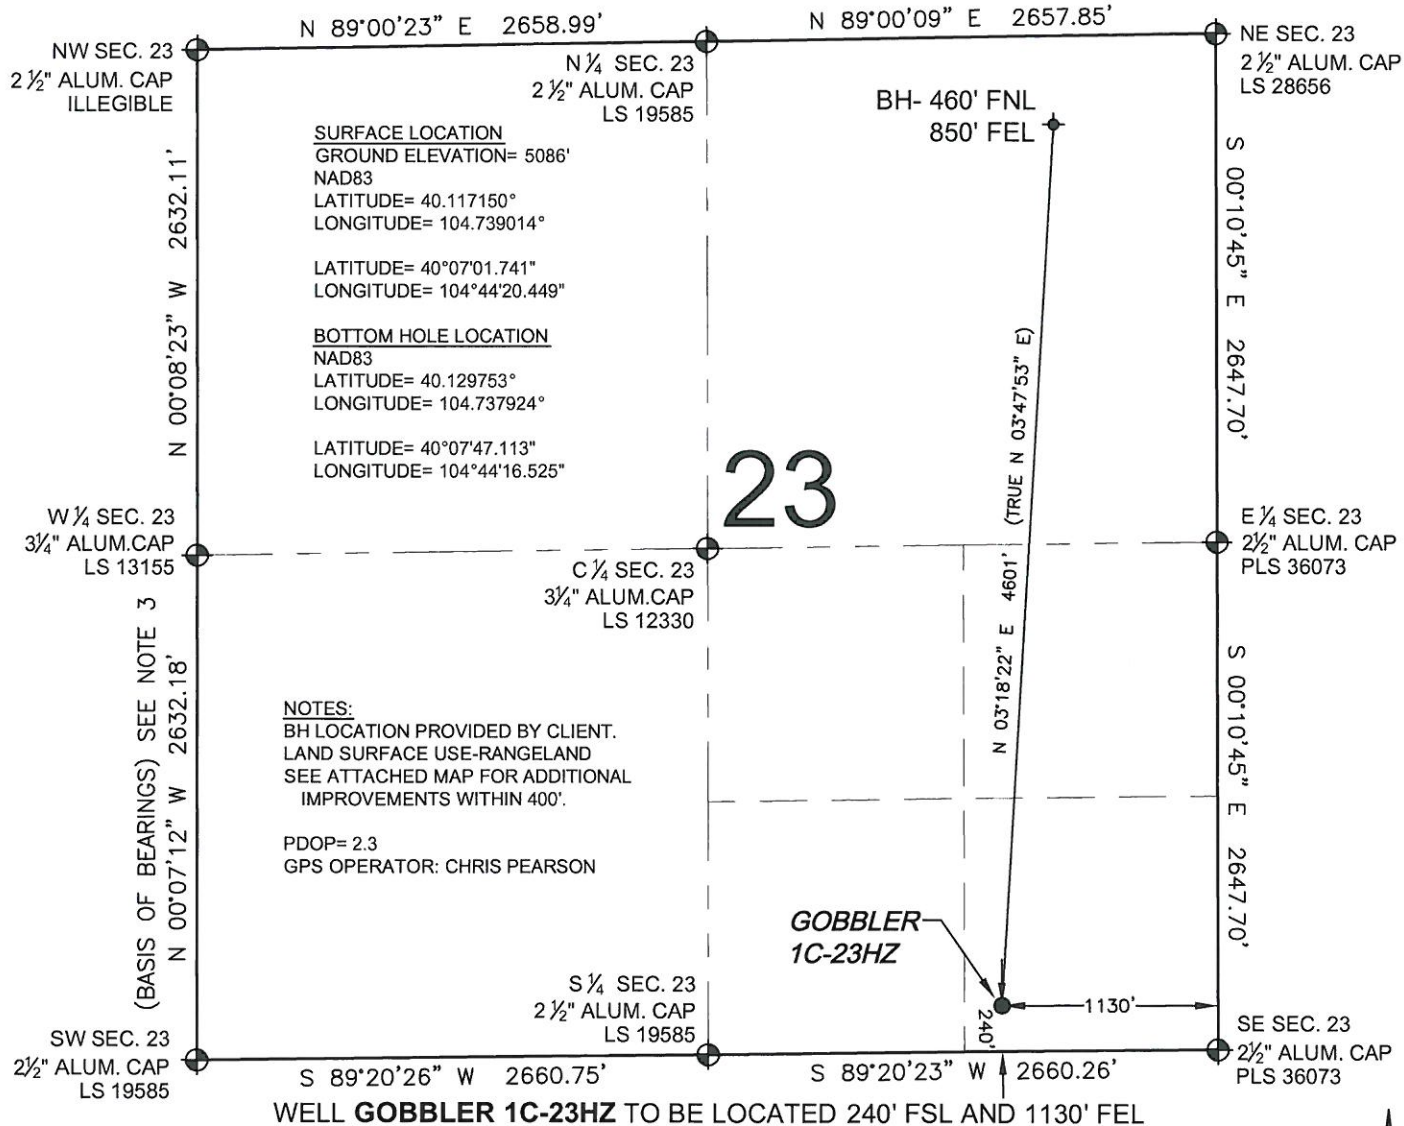 N 89°00'23" E 2658.99'
N 89°00'09" E 2657.85'
NW SEC. 23
2 ½" ALUM. CAP
ILLEGIBLE
N ¼ SEC. 23
2 ½" ALUM. CAP
LS 19585
NE SEC. 23
2 ½" ALUM. CAP
LS 28656
BH- 460' FNL
850' FEL
SURFACE LOCATION
GROUND ELEVATION= 5086'
NAD83
LATITUDE= 40.117150°
LONGITUDE= 104.739014°
LATITUDE= 40°07'01.741"
LONGITUDE= 104°44'20.449"
BOTTOM HOLE LOCATION
NAD83
LATITUDE= 40.129753°
LONGITUDE= 104.737924°
LATITUDE= 40°07'47.113"
LONGITUDE= 104°44'16.525"
N 00°08'23" W 2632.11'
S 00°10'45" E 2647.70'
23
W ¼ SEC. 23
3¼" ALUM.CAP
LS 13155
C ¼ SEC. 23
3¼" ALUM.CAP
LS 12330
E ¼ SEC. 23
2½" ALUM. CAP
PLS 36073
N 03°18'22" E 4601' (TRUE N 03°47'53" E)
(BASIS OF BEARINGS) SEE NOTE 3
N 00°07'12" W 2632.18'
S 00°10'45" E 2647.70'
NOTES:
BH LOCATION PROVIDED BY CLIENT.
LAND SURFACE USE-RANGELAND
SEE ATTACHED MAP FOR ADDITIONAL
IMPROVEMENTS WITHIN 400'.
PDOP= 2.3
GPS OPERATOR: CHRIS PEARSON
GOBBLER
1C-23HZ
1130'
240'
SW SEC. 23
2½" ALUM. CAP
LS 19585
S ¼ SEC. 23
2 ½" ALUM. CAP
LS 19585
SE SEC. 23
2½" ALUM. CAP
PLS 36073
S 89°20'26" W 2660.75'
S 89°20'23" W 2660.26'
WELL GOBBLER 1C-23HZ TO BE LOCATED 240' FSL AND 1130' FEL